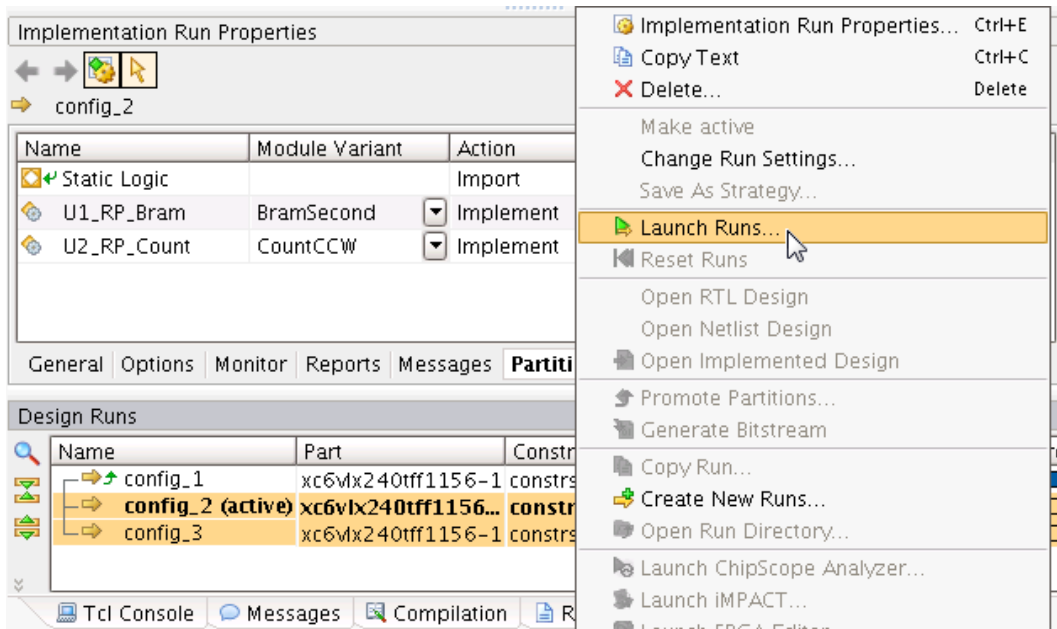 Implementation Run Properties
config_2
Name Module Variant Action
Static Logic Import
U1_RP_Bram BramSecond Implement
U2_RP_Count CountCCW Implement
General Options Monitor Reports Messages Partiti
Design Runs
Name Part Constr
config_1 xc6vlx240tff1156-1 constrs
config_2 (active) xc6vlx240tff1156... constr
config_3 xc6vlx240tff1156-1 constrs
Tcl Console Messages Compilation R
Implementation Run Properties... Ctrl+E
Copy Text Ctrl+C
Delete... Delete
Make active
Change Run Settings...
Save As Strategy...
Launch Runs...
Reset Runs
Open RTL Design
Open Netlist Design
Open Implemented Design
Promote Partitions...
Generate Bitstream
Copy Run...
Create New Runs...
Open Run Directory...
Launch ChipScope Analyzer...
Launch iMPACT...
Launch FPGA Editor